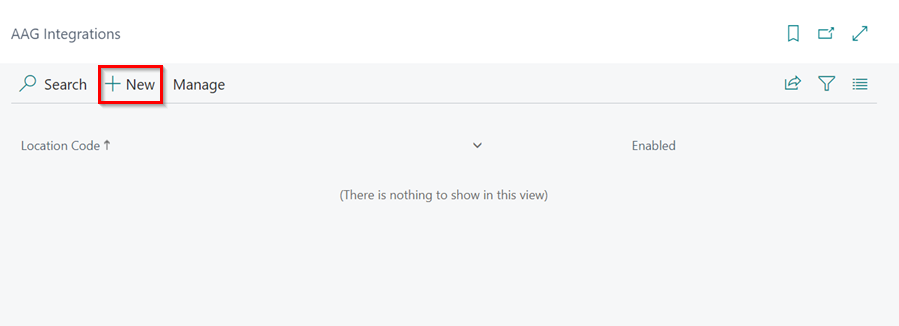 AAG Integrations
Search New Manage
Location Code ↑ Enabled
(There is nothing to show in this view)